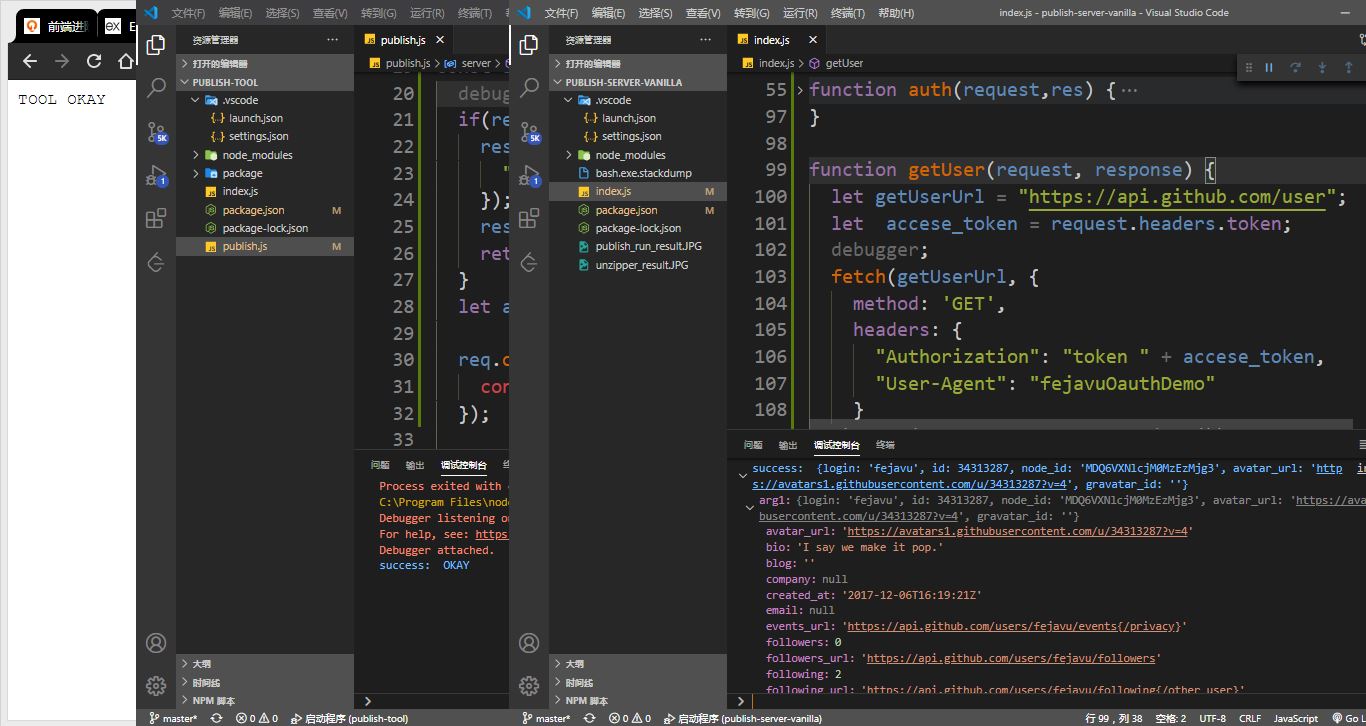 前端进
TOOL OKAY
文件(F) 编辑(E) 选择(S) 查看(V) 转到(G) 运行(R) 终端(T)
资源管理器 ...
打开的编辑器
PUBLISH-TOOL
.vscode
launch.json
settings.json
node_modules
package
index.js
package.json M
package-lock.json
publish.js M
5K
1
大纲
时间线
NPM 脚本
publish.js
publish.js > server >
20 debug
21 if(re
22 res
23 "
24 });
25 res
26 ret
27 }
28 let a
29
30 req.o
31 con
32 });
33
问题 输出 调试控制台
Process exited with
C:\Program Files\node
Debugger listening o
For help, see: https
Debugger attached.
success: OKAY
master* 0 0 启动程序 (publish-tool)
文件(F) 编辑(E) 选择(S) 查看(V) 转到(G) 运行(R) 终端(T) 帮助(H) index.js - publish-server-vanilla - Visual Studio Code
资源管理器 ...
打开的编辑器
PUBLISH-SERVER-VANILLA
.vscode
launch.json
settings.json
node_modules
bash.exe.stackdump
index.js M
package.json M
package-lock.json
publish_run_result.JPG
unzipper_result.JPG
5K
1
大纲
时间线
NPM 脚本
index.js
index.js > getUser
55 function auth(request,res) {...
97 }
98
99 function getUser(request, response) {
100 let getUserUrl = "https://api.github.com/user";
101 let accese_token = request.headers.token;
102 debugger;
103 fetch(getUserUrl, {
104 method: 'GET',
105 headers: {
106 "Authorization": "token " + accese_token,
107 "User-Agent": "fejavuOauthDemo"
108 }
问题 输出 调试控制台 终端
success: {login: 'fejavu', id: 34313287, node_id: 'MDQ6VXNlcjM0MzEzMjg3', avatar_url: 'http
s://avatars1.githubusercontent.com/u/34313287?v=4', gravatar_id: ''}
arg1: {login: 'fejavu', id: 34313287, node_id: 'MDQ6VXNlcjM0MzEzMjg3', avatar_url: 'https://ava
busercontent.com/u/34313287?v=4', gravatar_id: ''}
avatar_url: 'https://avatars1.githubusercontent.com/u/34313287?v=4'
bio: 'I say we make it pop.'
blog: ''
company: null
created_at: '2017-12-06T16:19:21Z'
email: null
events_url: 'https://api.github.com/users/fejavu/events{/privacy}'
followers: 0
followers_url: 'https://api.github.com/users/fejavu/followers'
following: 2
following_url: 'https://api.github.com/users/fejavu/following{/other_user}'
master* 0 0 启动程序 (publish-server-vanilla) 行 99，列 38 空格: 2 UTF-8 CRLF JavaScript Go L